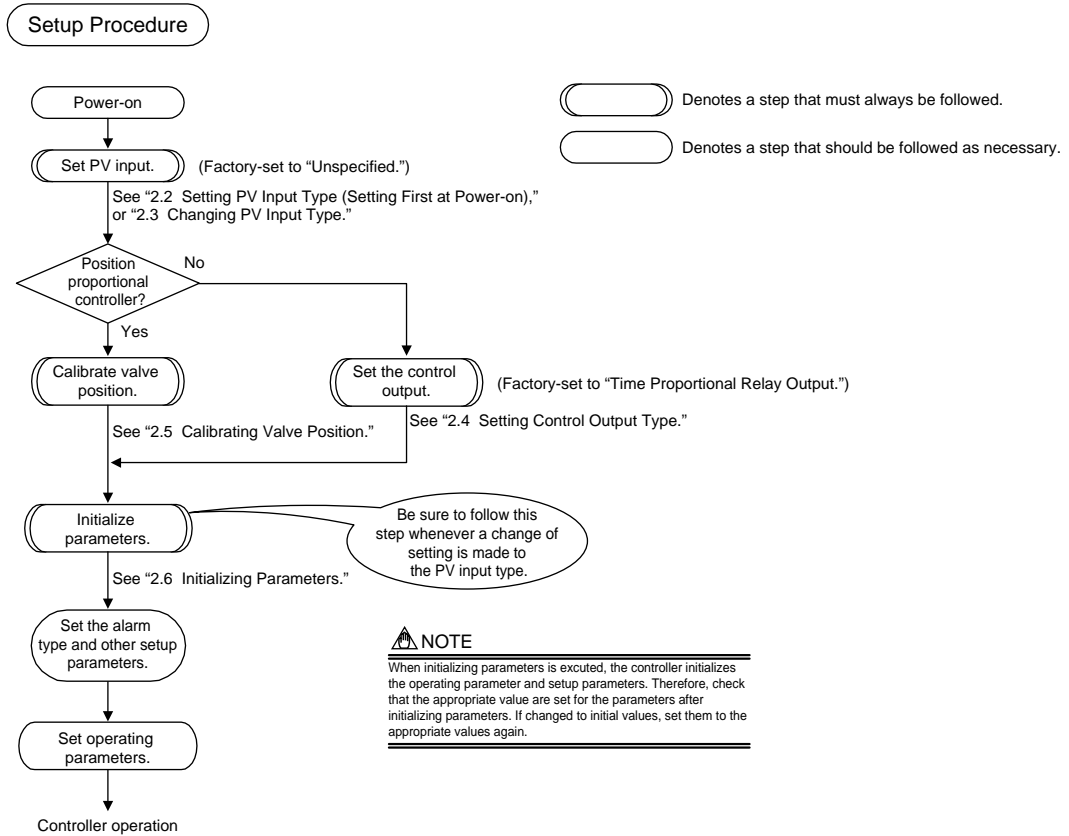 Setup Procedure
Power-on
Denotes a step that must always be followed.
Denotes a step that should be followed as necessary.
Set PV input.
(Factory-set to “Unspecified.”)
See “2.2  Setting PV Input Type (Setting First at Power-on),”
or “2.3  Changing PV Input Type.”
Position
proportional
controller?
No
Yes
Calibrate valve
position.
Set the control
output.
(Factory-set to “Time Proportional Relay Output.”)
See “2.5  Calibrating Valve Position.”
See “2.4  Setting Control Output Type.”
Initialize
parameters.
Be sure to follow this
step whenever a change of
setting is made to
the PV input type.
See “2.6  Initializing Parameters.”
Set the alarm
type and other setup
parameters.
NOTE
When initializing parameters is excuted, the controller initializes
the operating parameter and setup parameters. Therefore, check
that the appropriate value are set for the parameters after
initializing parameters. If changed to initial values, set them to the
appropriate values again.
Set operating
parameters.
Controller operation